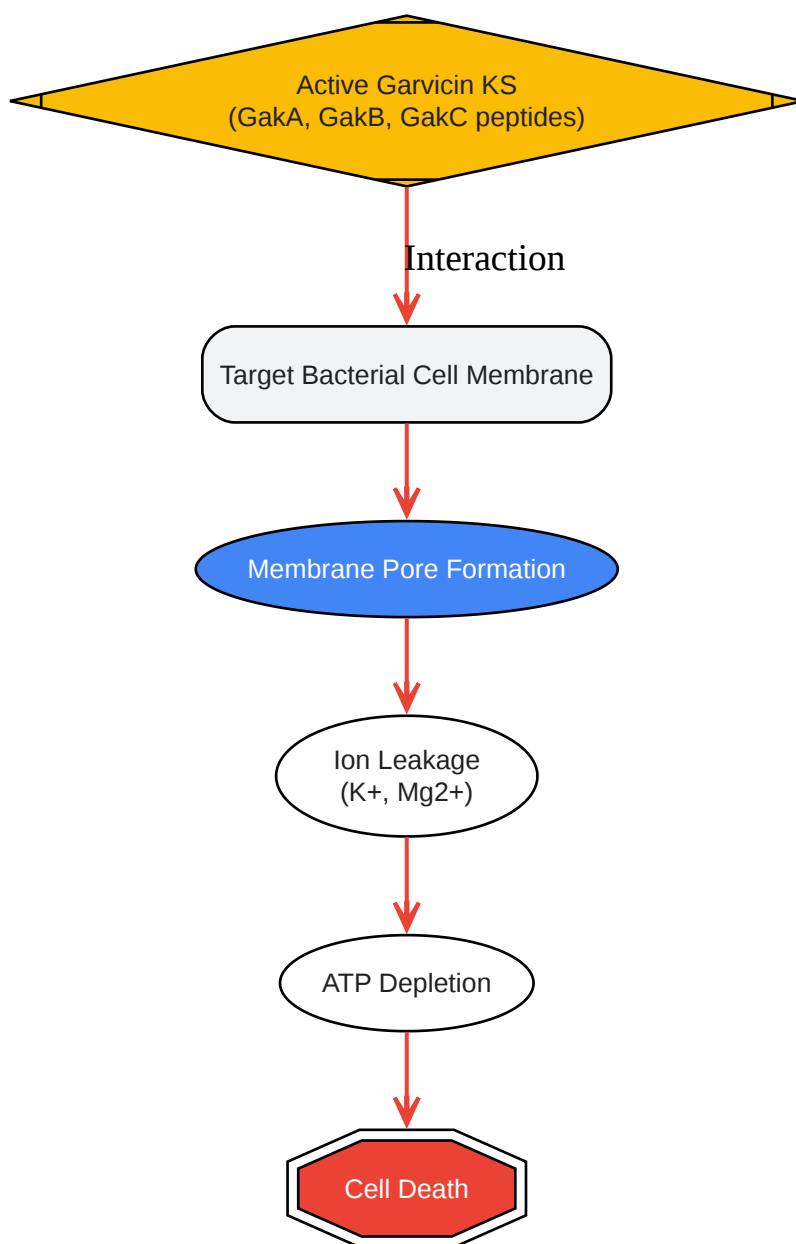 Active Garvicin KS
(GakA, GakB, GakC peptides)
Interaction
Target Bacterial Cell Membrane
Membrane Pore Formation
Ion Leakage
(K+, Mg2+)
ATP Depletion
Cell Death